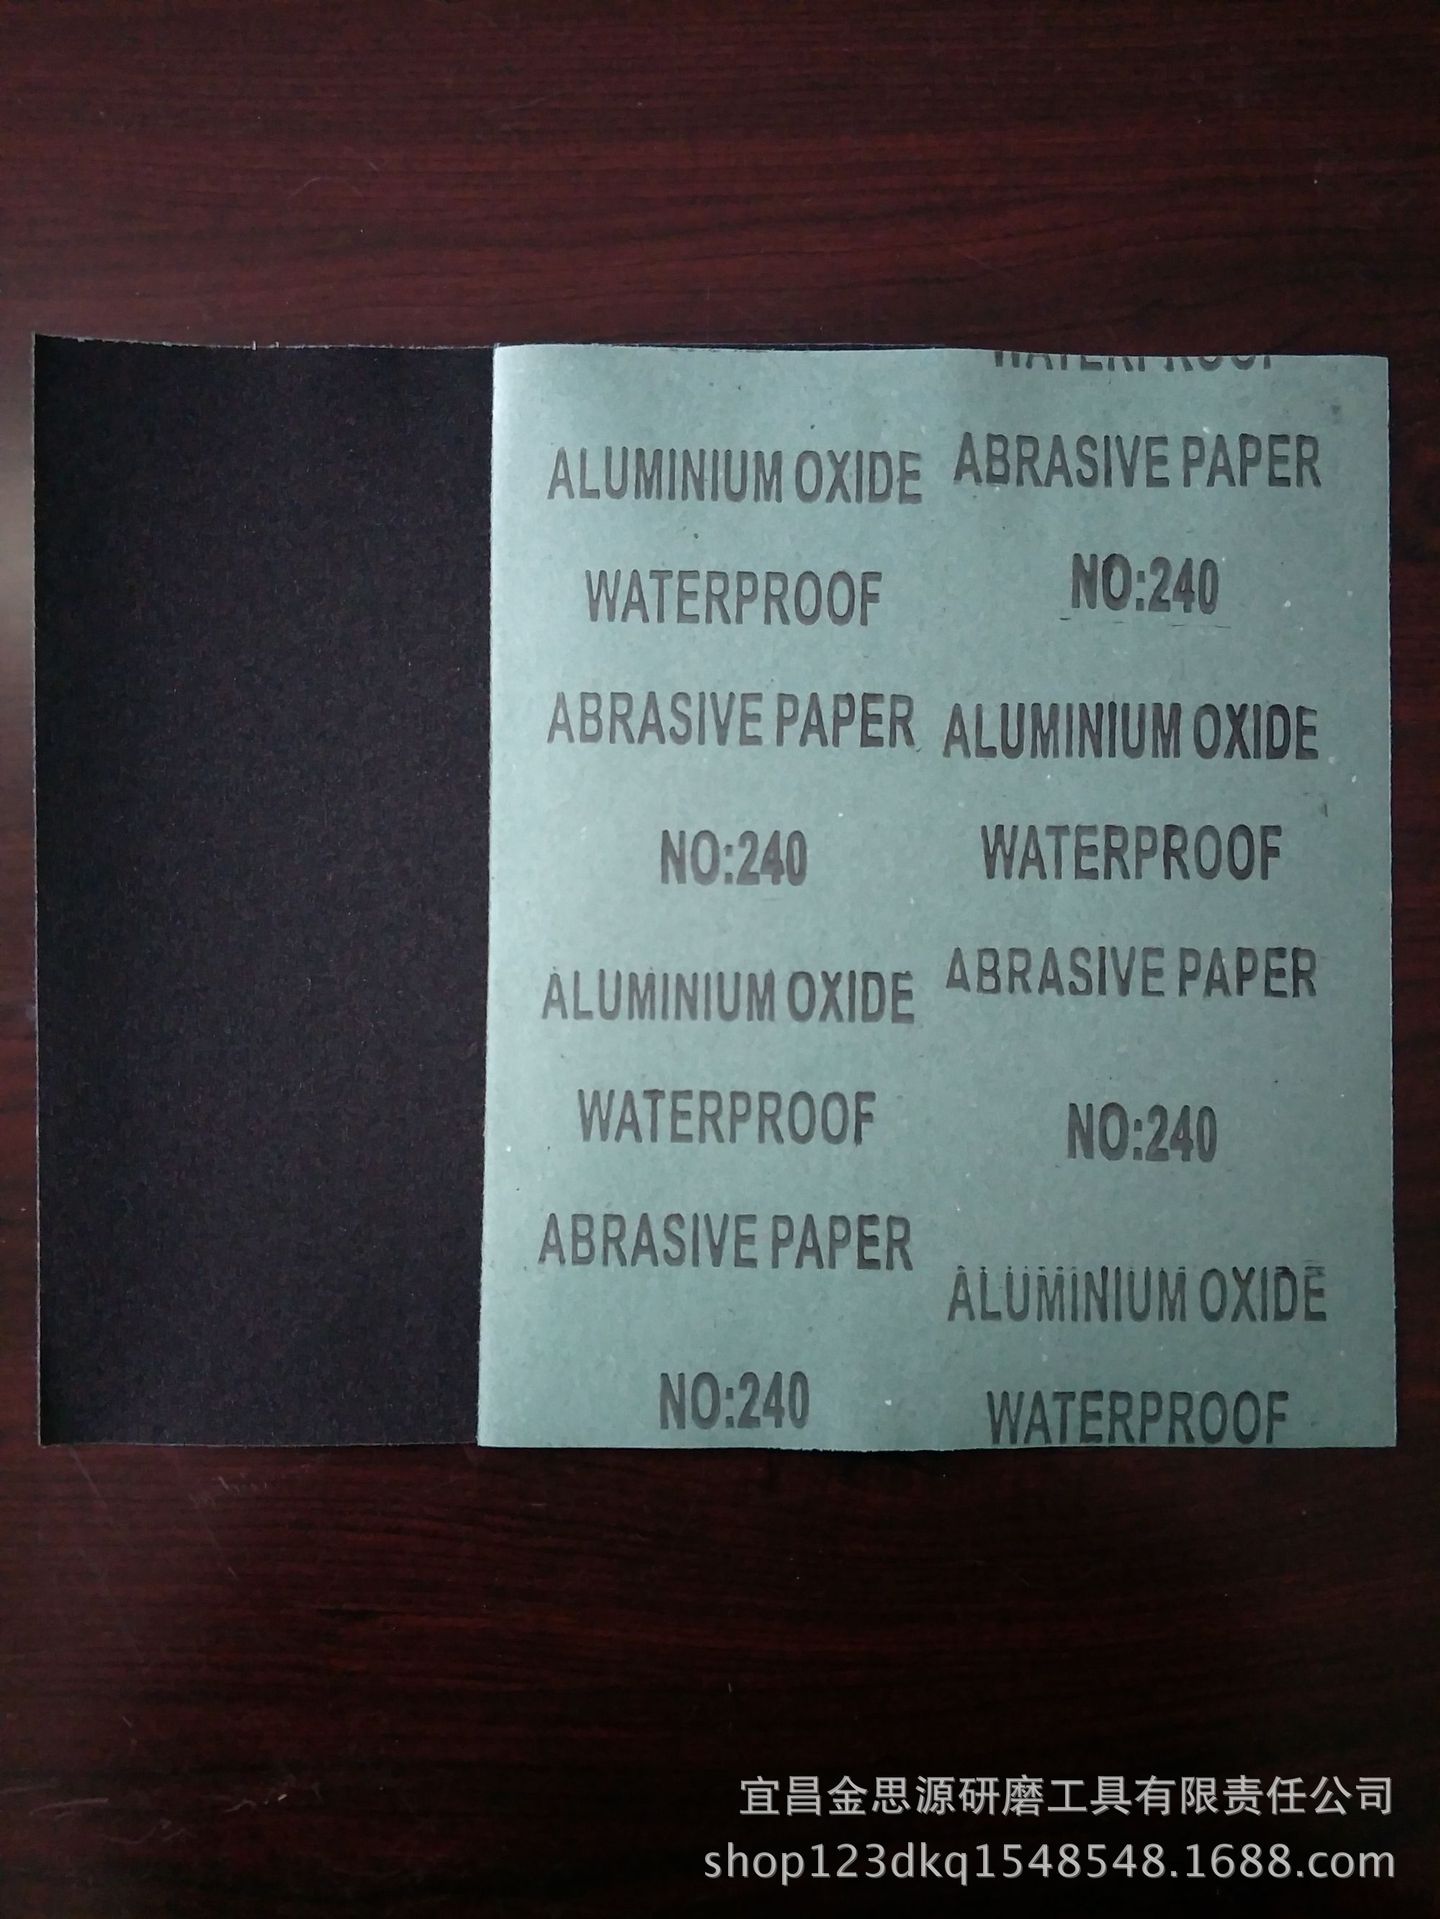 ALUMINIUM OXIDE
WATERPROOF
ABRASIVE PAPER
NO:240
ALUMINIUM OXIDE
WATERPROOF
ABRASIVE PAPER
NO:240
WATERPROOF
ABRASIVE PAPER
NO:240
ALUMINIUM OXIDE
WATERPROOF
ABRASIVE PAPER
NO:240
ALUMINIUM OXIDE
WATERPROOF
宜昌金思源研磨工具有限责任公司
shop123dkq1548548.1688.com